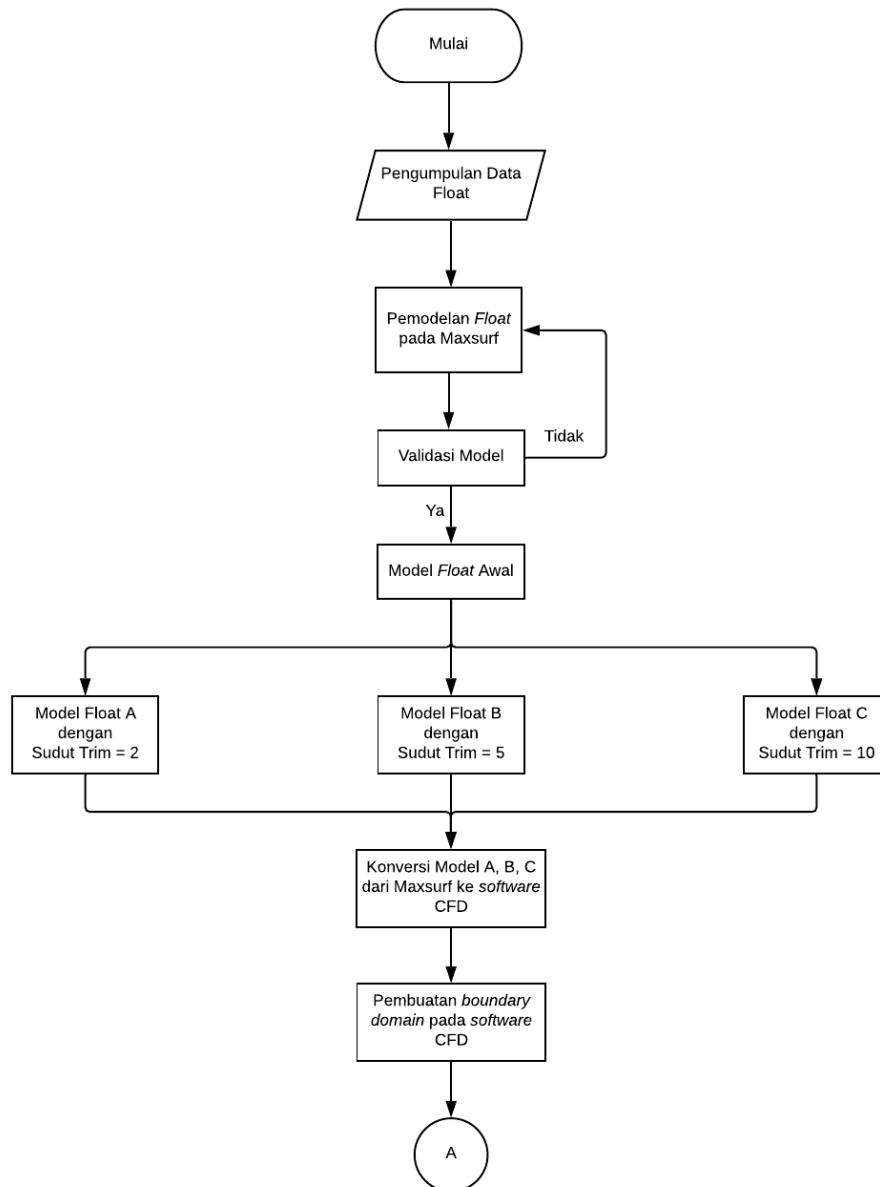 Mulai
Pengumpulan Data
Float
Pemodelan Float
pada Maxsurf
Tidak
Validasi Model
Ya
Model Float Awal
Model Float A
dengan
Sudut Trim = 2
Model Float B
dengan
Sudut Trim = 5
Model Float C
dengan
Sudut Trim = 10
Konversi Model A, B, C
dari Maxsurf ke software
CFD
Pembuatan boundary
domain pada software
CFD
A